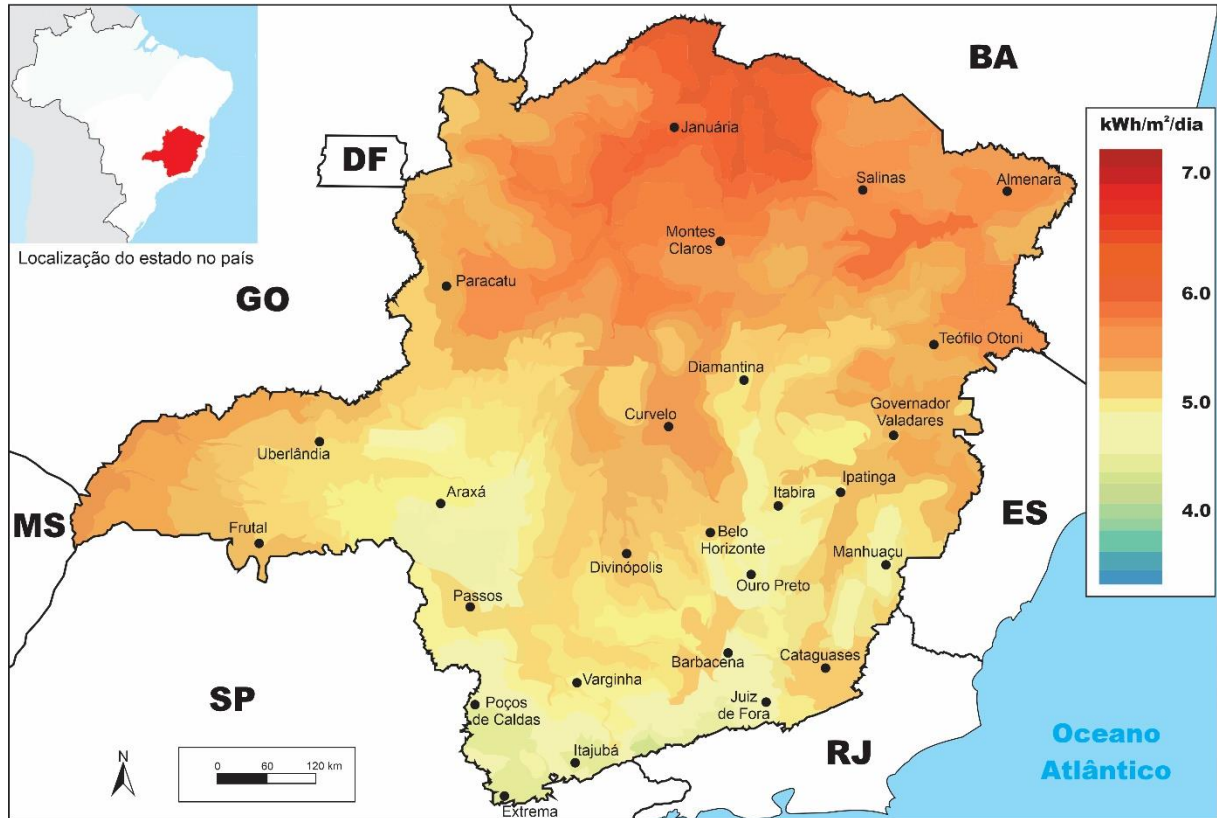 Localização do estado no país
BA
DF
GO
MS
SP
ES
RJ
Januária
Salinas
Almenara
Montes
Claros
Paracatu
Teófilo Otoni
Diamantina
Curvelo
Governador
Valadares
Uberlândia
Ipatinga
Araxá
Itabira
Frutal
Belo
Horizonte
Divinópolis
Manhuaçu
Ouro Preto
Passos
Barbacena
Cataguases
Varginha
Poços
de Caldas
Juiz
de Fora
Itajubá
Extrema
Oceano
Atlântico
N
0 60 120 km
kWh/m²/dia
7.0
6.0
5.0
4.0